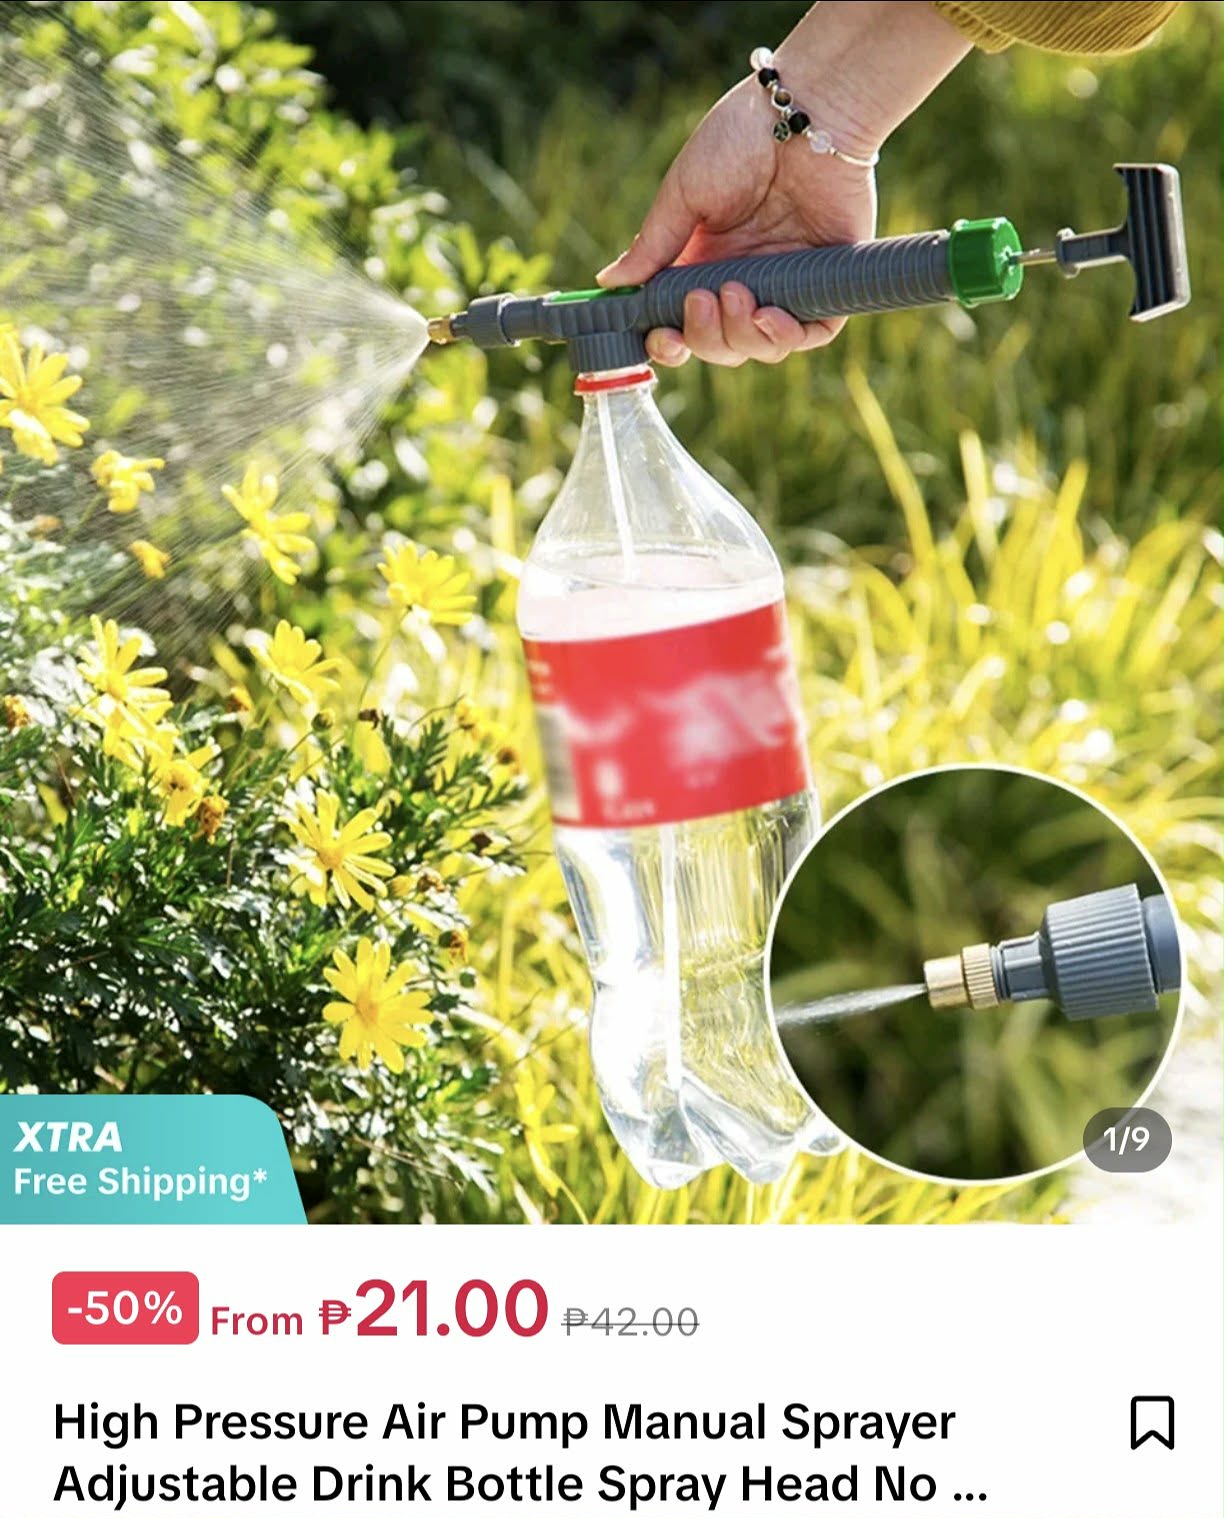 XTRA
Free Shipping*
1/9
-50% From ₱21.00 ₱42.00
High Pressure Air Pump Manual Sprayer
Adjustable Drink Bottle Spray Head No ...